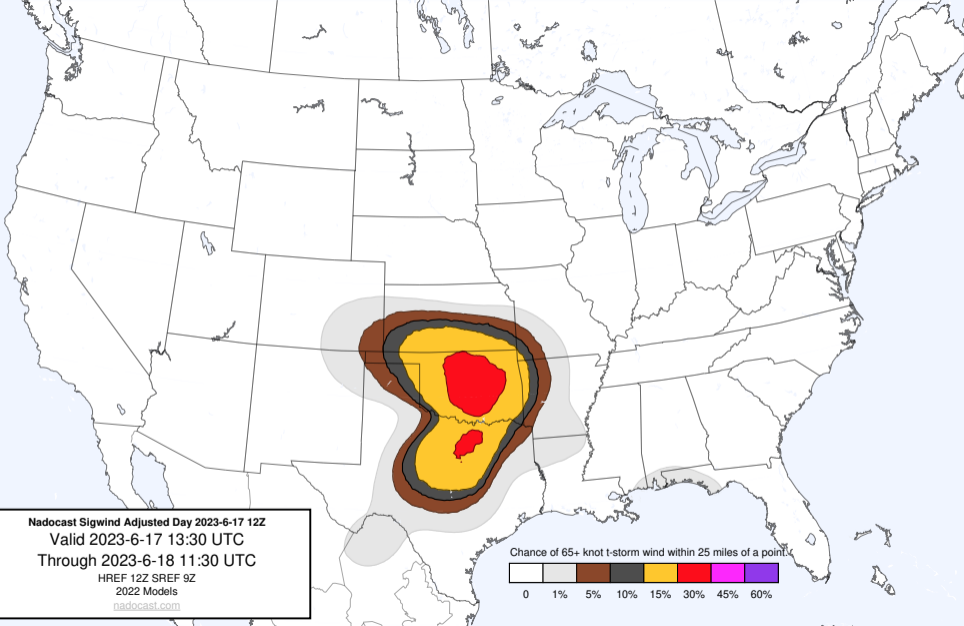 Nadocast Sigwind Adjusted Day 2023-6-17 12Z
Valid 2023-6-17 13:30 UTC
Through 2023-6-18 11:30 UTC
HREF 12Z SREF 9Z
2022 Models
nadocast.com
Chance of 65+ knot t-storm wind within 25 miles of a point.
0 1% 5% 10% 15% 30% 45% 60%